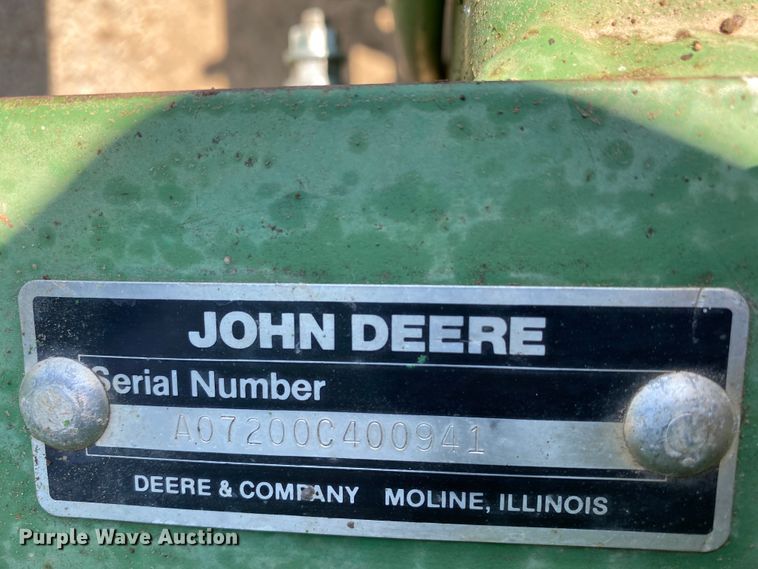 JOHN DEERE
Serial Number
A07200C400941
DEERE & COMPANY MOLINE, ILLINOIS
Purple Wave Auction